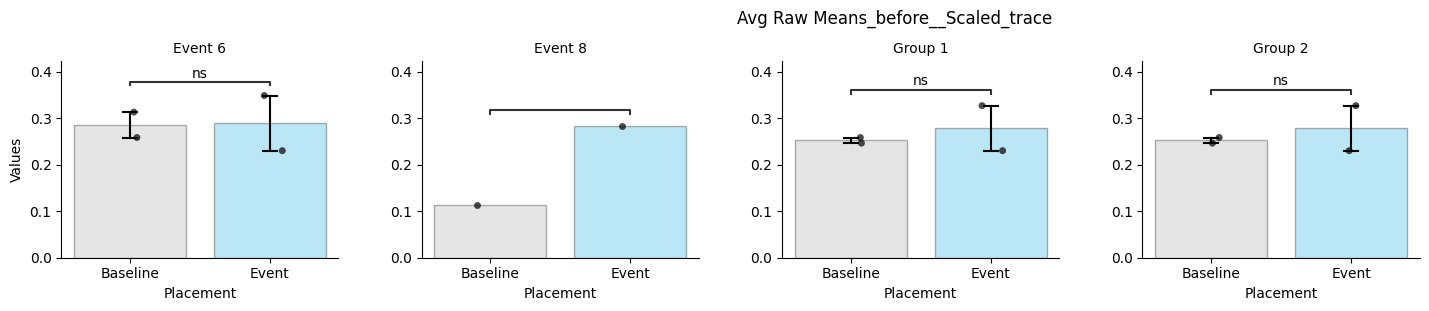 Avg Raw Means_before__Scaled_trace
Event 6
Event 8
Group 1
Group 2
Values
0.4
0.3
0.2
0.1
0.0
ns
Baseline
Event
Placement
0.4
0.3
0.2
0.1
0.0
Baseline
Event
Placement
0.4
0.3
0.2
0.1
0.0
ns
Baseline
Event
Placement
0.4
0.3
0.2
0.1
0.0
ns
Baseline
Event
Placement